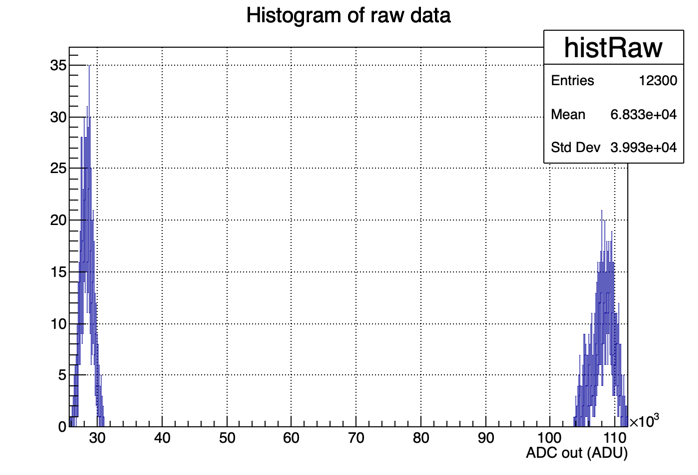 Histogram of raw data
histRaw
Entries 12300
Mean 6.833e+04
Std Dev 3.993e+04
35
30
25
20
15
10
5
0
30 40 50 60 70 80 90 100 110
×10³
ADC out (ADU)